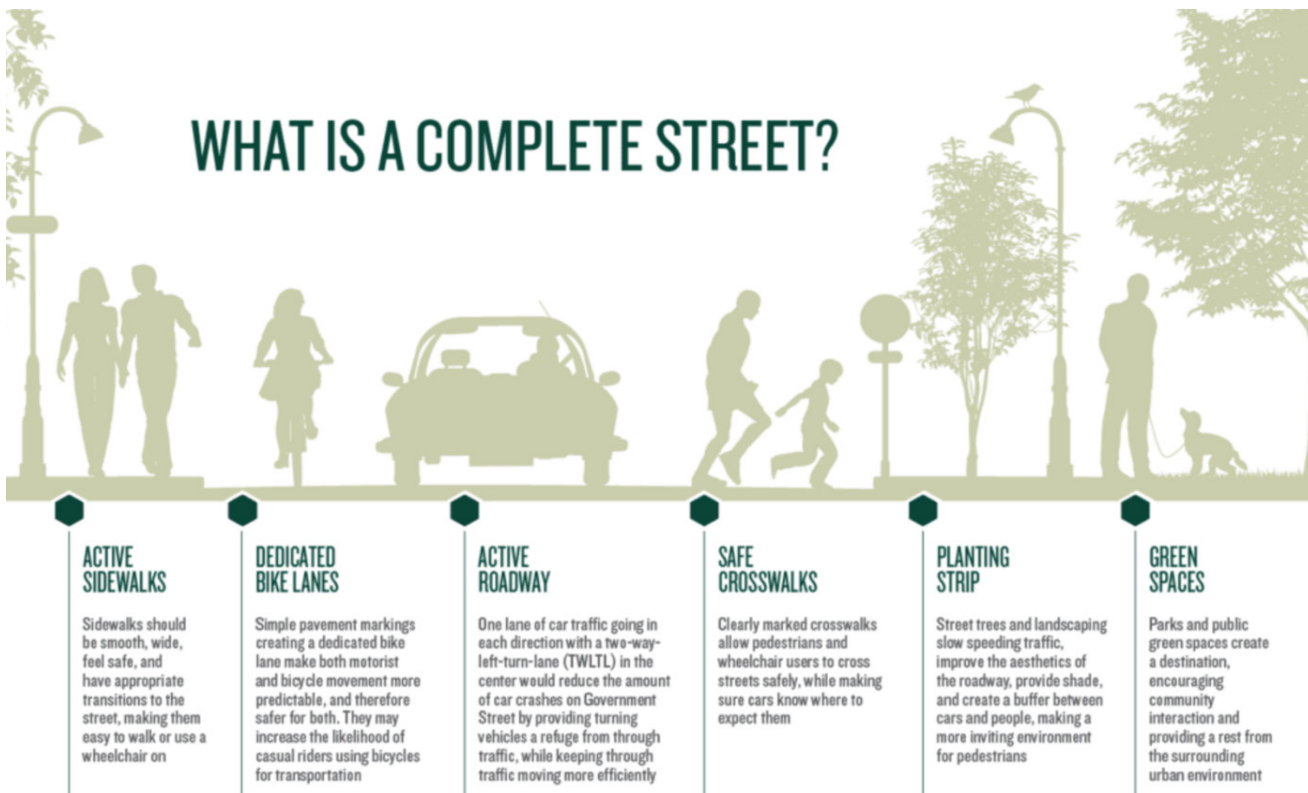 WHAT IS A COMPLETE STREET?
ACTIVE
SIDEWALKS
Sidewalks should
be smooth, wide,
feel safe, and
have appropriate
transitions to the
street, making them
easy to walk or use a
wheelchair on
DEDICATED
BIKE LANES
Simple pavement markings
creating a dedicated bike
lane make both motorist
and bicycle movement more
predictable, and therefore
safer for both. They may
increase the likelihood of
casual riders using bicycles
for transportation
ACTIVE
ROADWAY
One lane of car traffic going in
each direction with a two-way-
left-turn-lane (TWLTL) in the
center would reduce the amount
of car crashes on Government
Street by providing turning
vehicles a refuge from through
traffic, while keeping through
traffic moving more efficiently
SAFE
CROSSWALKS
Clearly marked crosswalks
allow pedestrians and
wheelchair users to cross
streets safely, while making
sure cars know where to
expect them
PLANTING
STRIP
Street trees and landscaping
slow speeding traffic,
improve the aesthetics of
the roadway, provide shade,
and create a buffer between
cars and people, making a
more inviting environment
for pedestrians
GREEN
SPACES
Parks and public
green spaces create
a destination,
encouraging
community
interaction and
providing a rest from
the surrounding
urban environment